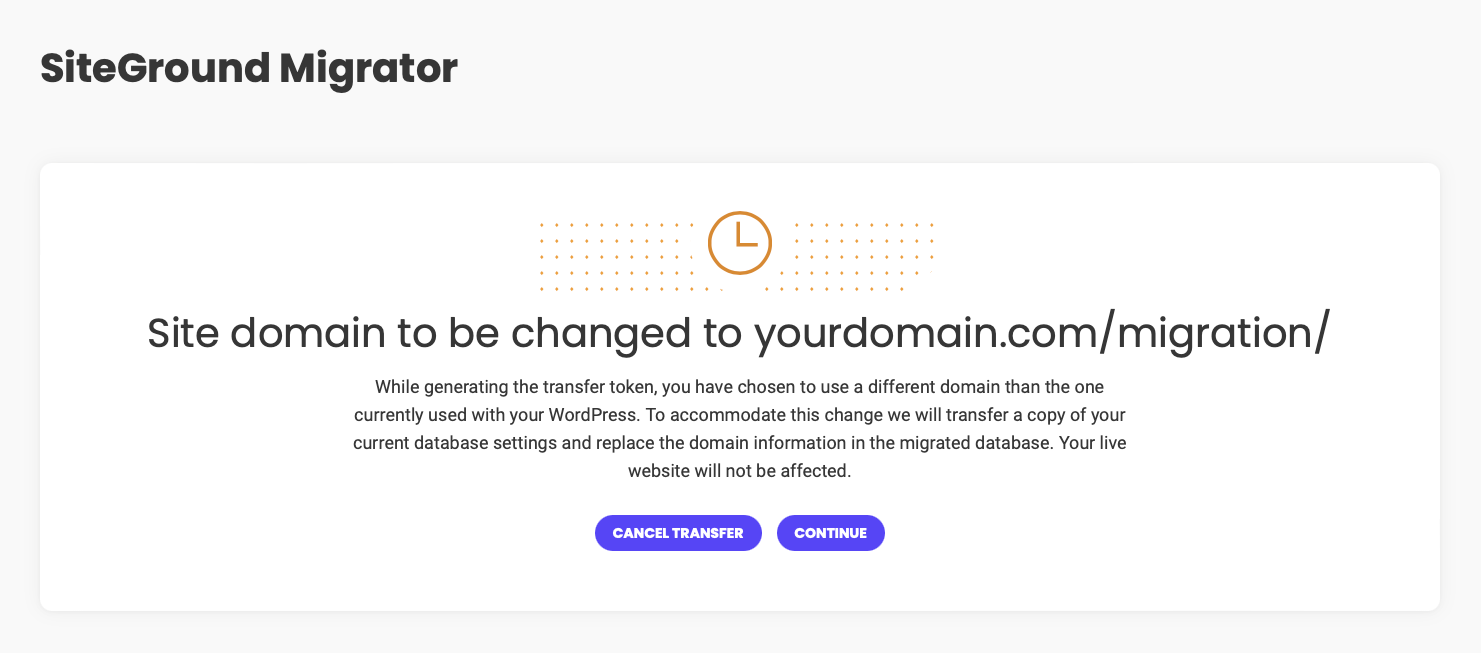 SiteGround Migrator
Site domain to be changed to yourdomain.com/migration/
While generating the transfer token, you have chosen to use a different domain than the one
currently used with your WordPress. To accommodate this change we will transfer a copy of your
current database settings and replace the domain information in the migrated database. Your live
website will not be affected.
CANCEL TRANSFER
CONTINUE